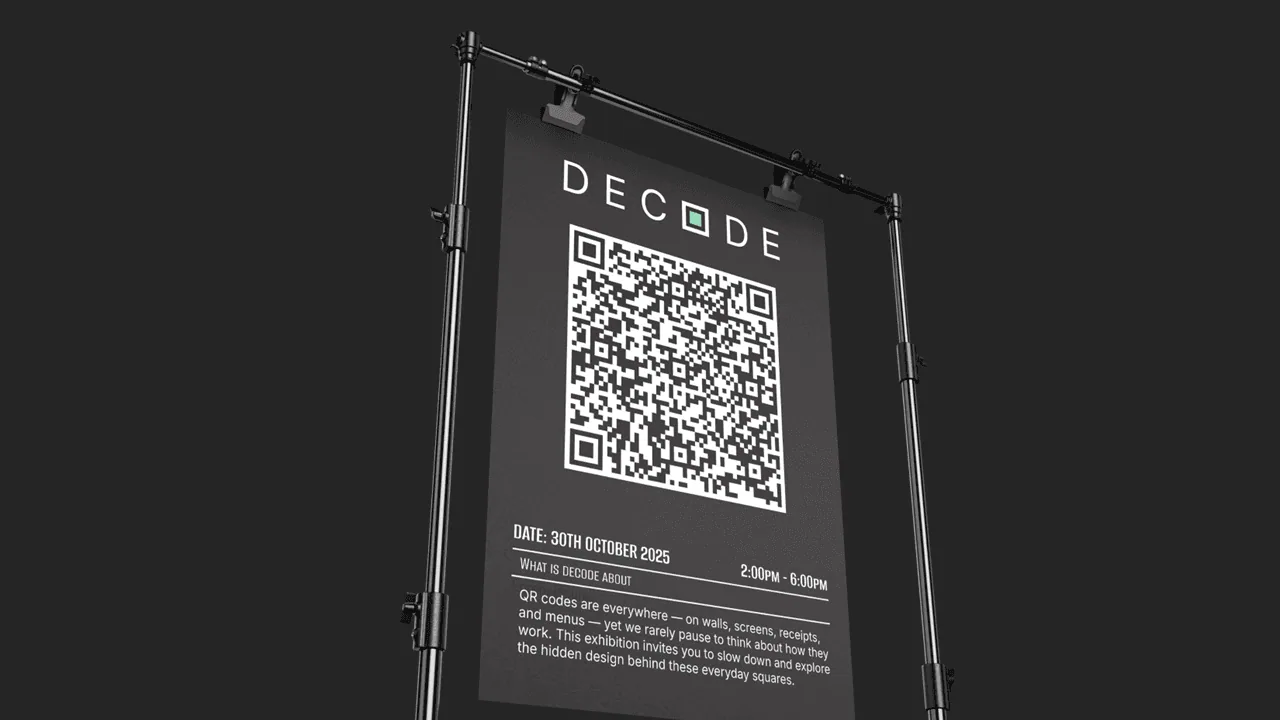 DECODE
DATE: 30TH OCTOBER 2025
2:00PM - 6:00PM
WHAT IS DECODE ABOUT
QR codes are everywhere — on walls, screens, receipts,
and menus — yet we rarely pause to think about how they
work. This exhibition invites you to slow down and explore
the hidden design behind these everyday squares.